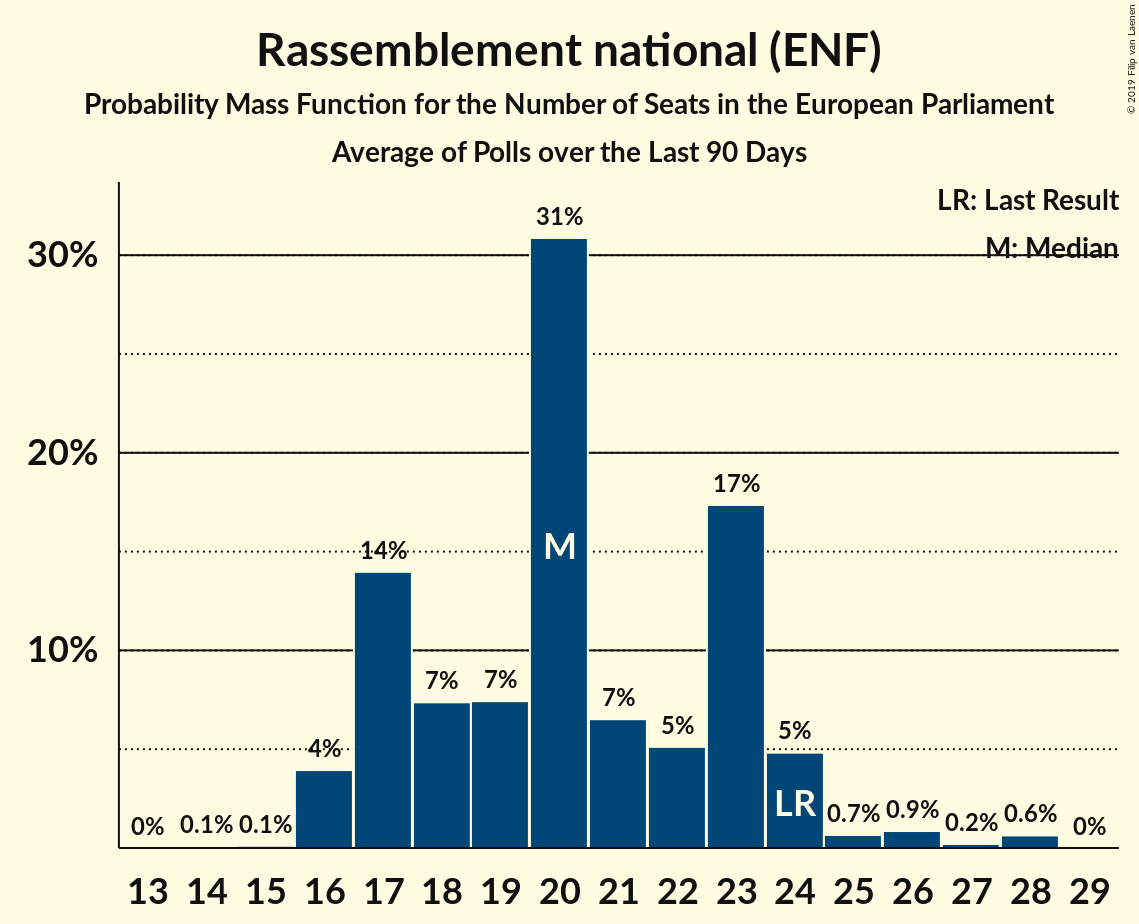 Rassemblement national (ENF)
Probability Mass Function for the Number of Seats in the European Parliament
Average of Polls over the Last 90 Days
© 2019 Filip van Laenen
LR: Last Result
M: Median
30%
20%
10%
0%
0.1%
0.1%
4%
14%
7%
7%
31%
7%
5%
17%
5%
0.7%
0.9%
0.2%
0.6%
0%
M
LR
13 14 15 16 17 18 19 20 21 22 23 24 25 26 27 28 29